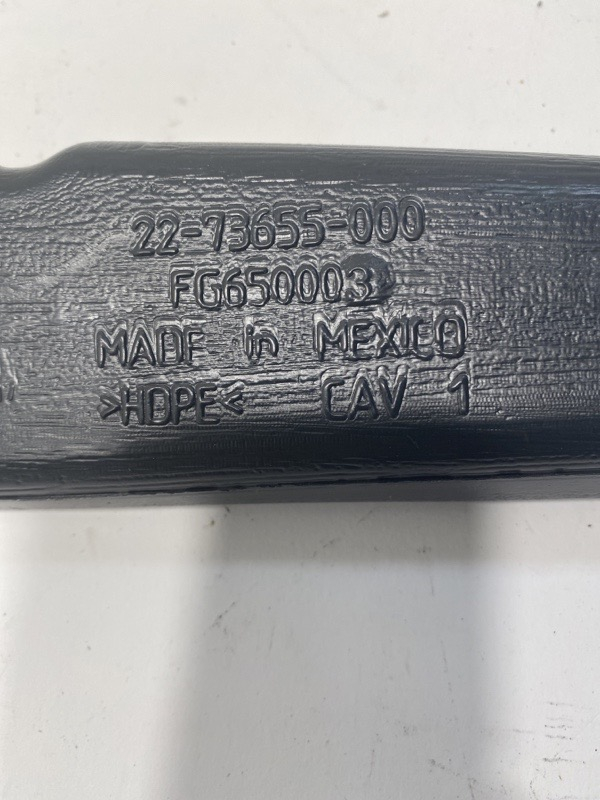 22-73655-000
FG650003
MADE in MEXICO
>HDPE< CAV 1